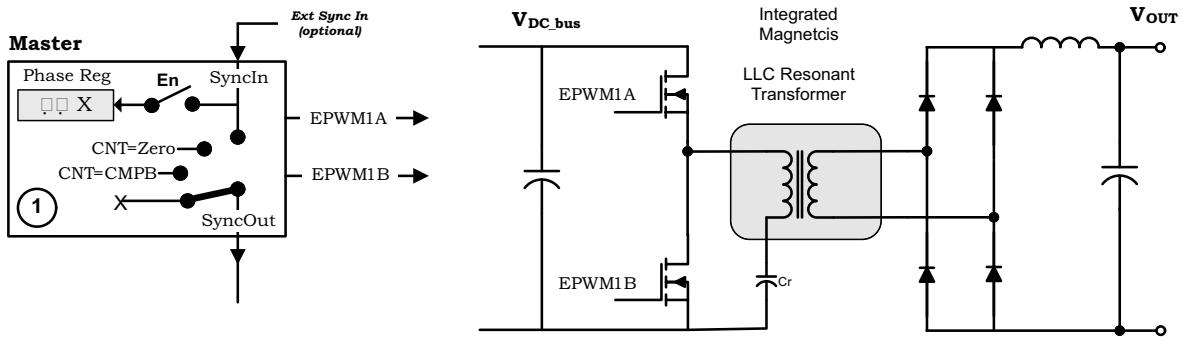 Ext Sync In
(optional)
Master
Phase Reg
En
SyncIn
X
CNT=Zero
CNT=CMPB
X
1
SyncOut
EPWM1A
EPWM1B
VDC_bus
EPWM1A
EPWM1B
Integrated
Magnetcis
LLC Resonant
Transformer
Cr
VOUT